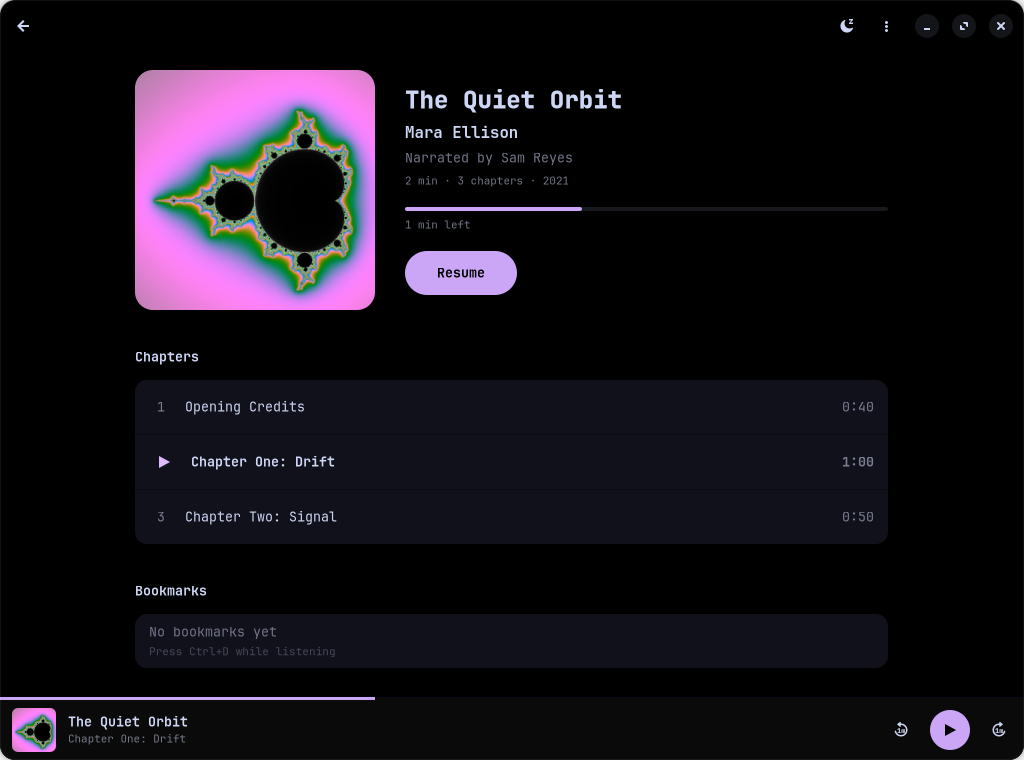 The Quiet Orbit
Mara Ellison
Narrated by Sam Reyes
2 min · 3 chapters · 2021
1 min left
Resume
Chapters
1 Opening Credits 0:40
Chapter One: Drift 1:00
3 Chapter Two: Signal 0:50
Bookmarks
No bookmarks yet
Press Ctrl+D while listening
The Quiet Orbit
Chapter One: Drift